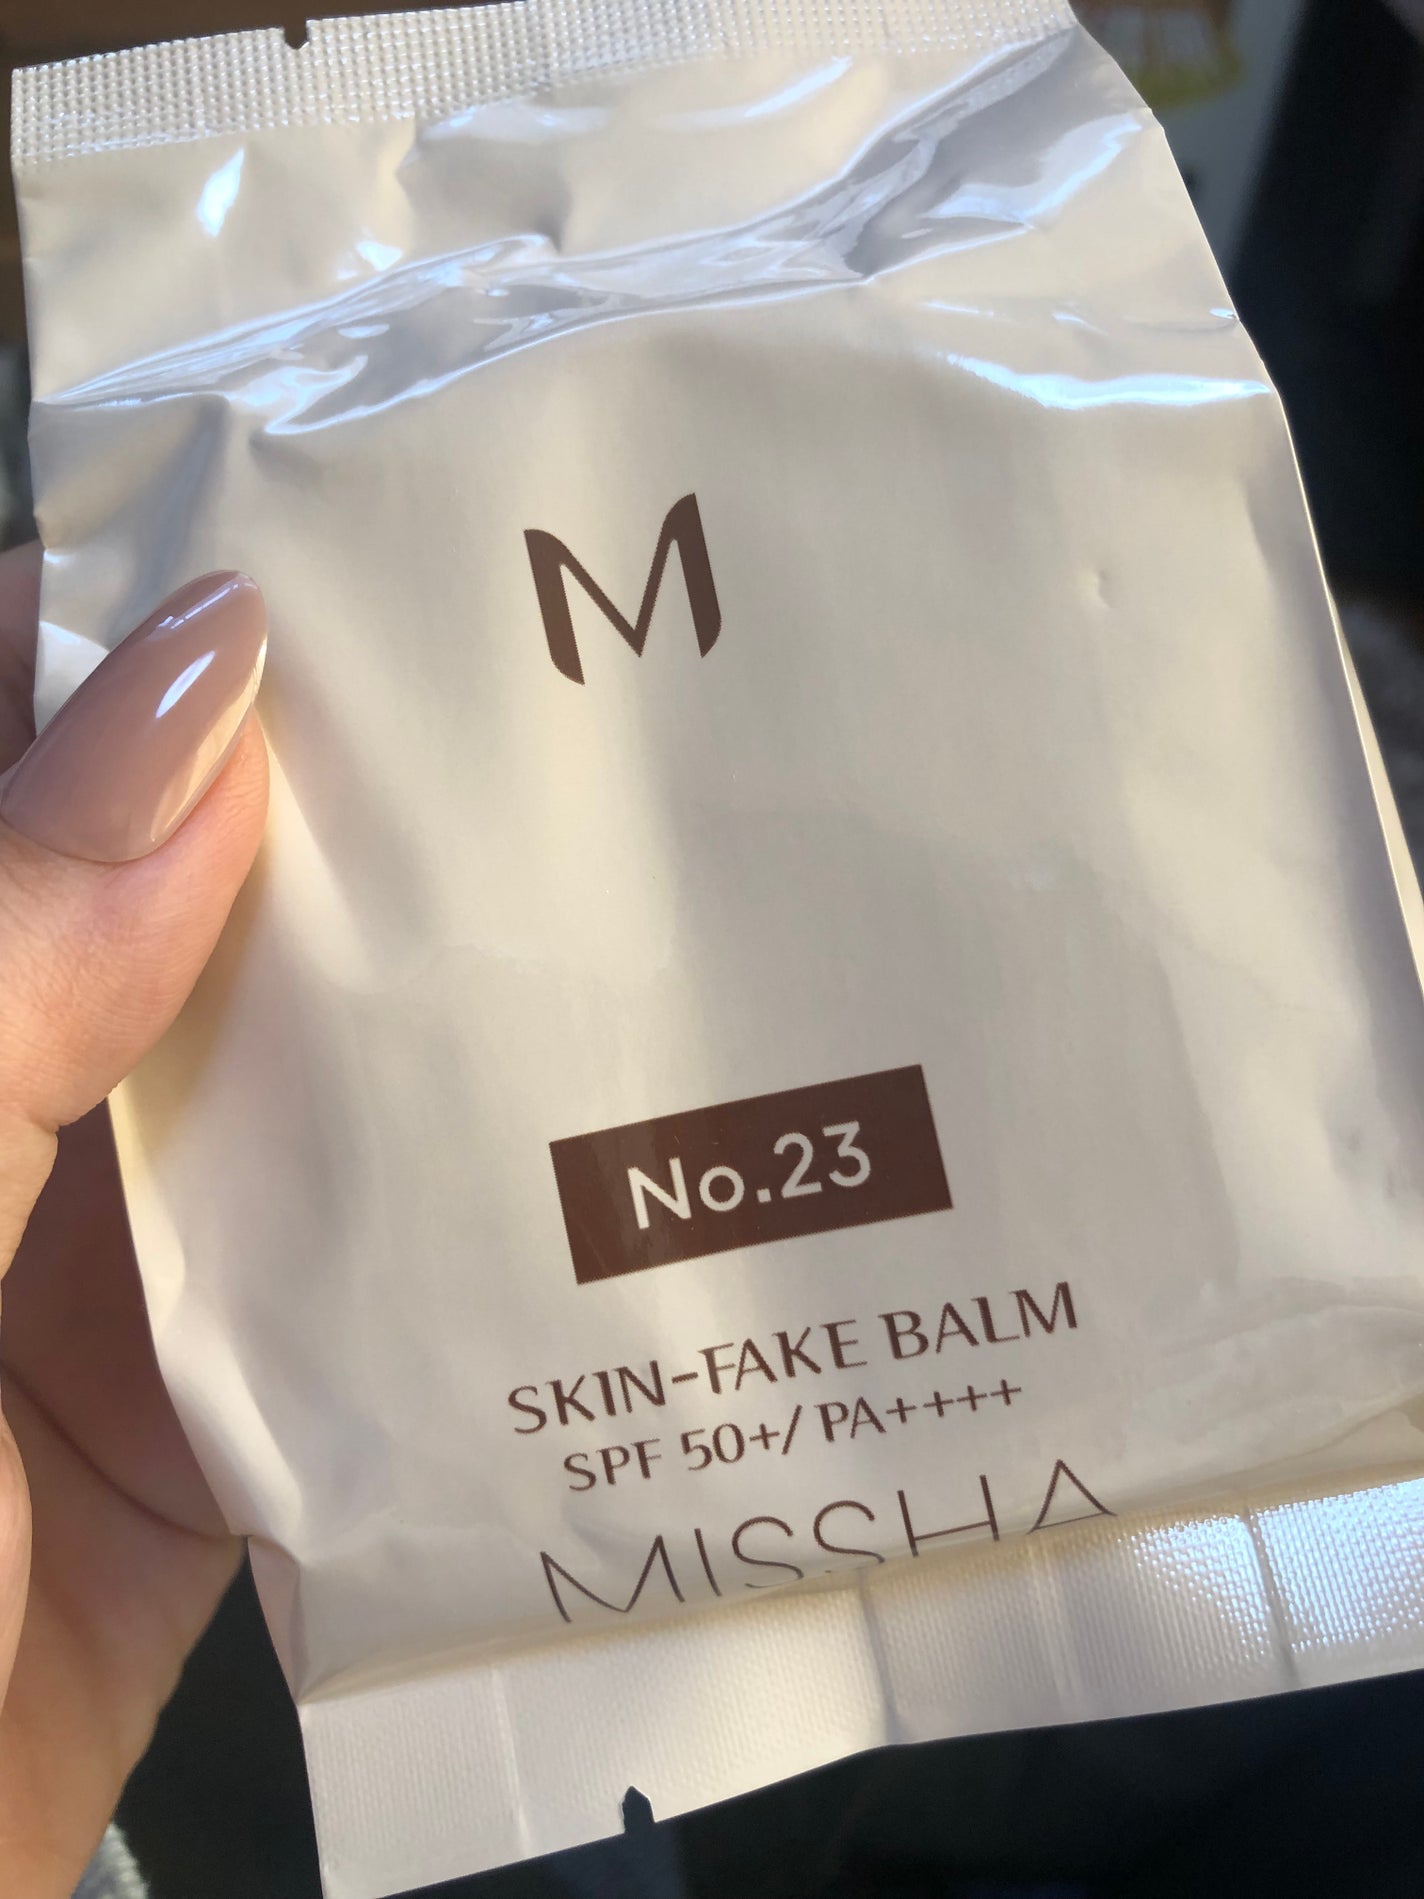 M
No.23
SKIN-FAKE BALM
SPF 50+/ PA++++
MISSHA